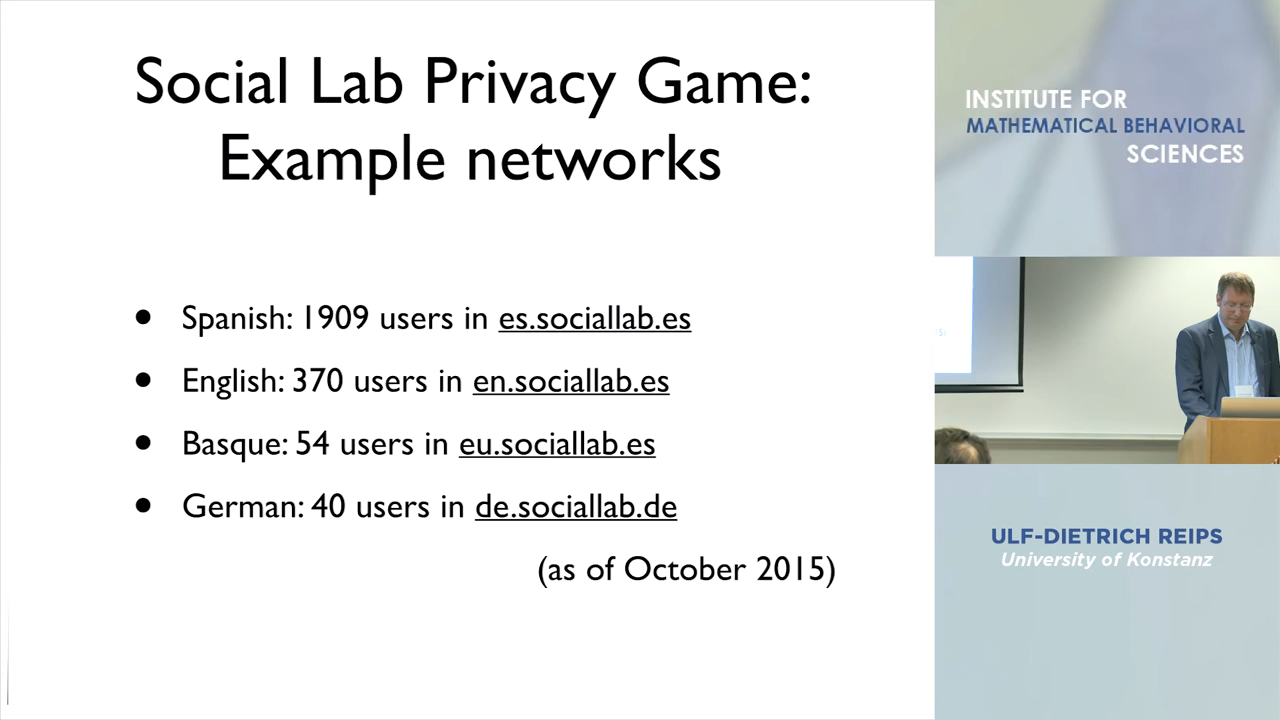 Social Lab Privacy Game:
Example networks
• Spanish: 1909 users in es.sociallab.es
• English: 370 users in en.sociallab.es
• Basque: 54 users in eu.sociallab.es
• German: 40 users in de.sociallab.de
(as of October 2015)
INSTITUTE FOR
MATHEMATICAL BEHAVIORAL
SCIENCES
ULF-DIETRICH REIPS
University of Konstanz